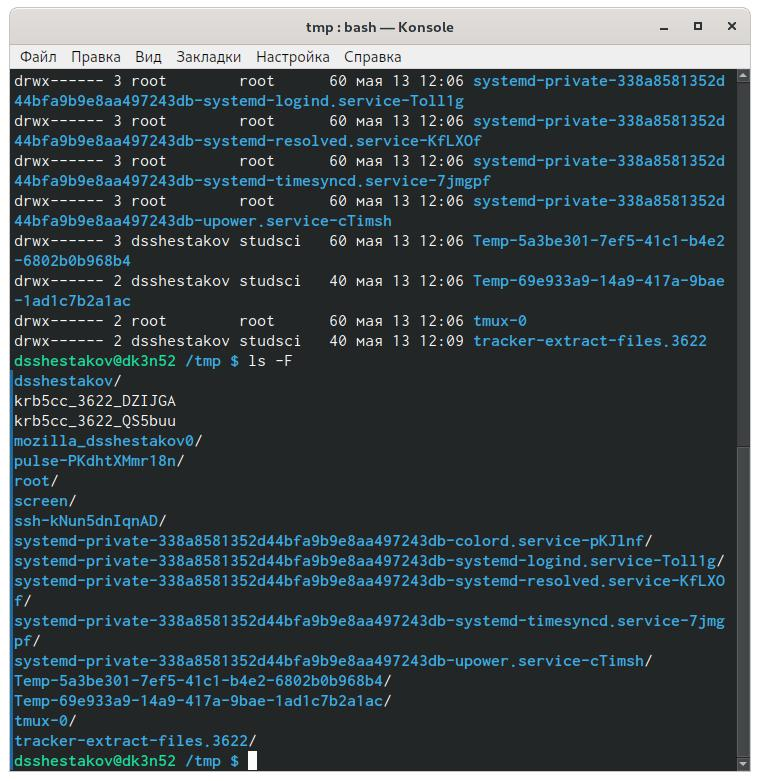 tmp : bash — Konsole
Файл Правка Вид Закладки Настройка Справка
drwx------ 3 root        root      60 мая 13 12:06 systemd-private-338a8581352d
44bfa9b9e8aa497243db-systemd-logind.service-Toll1g
drwx------ 3 root        root      60 мая 13 12:06 systemd-private-338a8581352d
44bfa9b9e8aa497243db-systemd-resolved.service-KfLXOf
drwx------ 3 root        root      60 мая 13 12:06 systemd-private-338a8581352d
44bfa9b9e8aa497243db-systemd-timesyncd.service-7jmgpf
drwx------ 3 root        root      60 мая 13 12:06 systemd-private-338a8581352d
44bfa9b9e8aa497243db-upower.service-cTimsh
drwx------ 3 dsshestakov studsci   60 мая 13 12:06 Temp-5a3be301-7ef5-41c1-b4e2
-6802b0b968b4
drwx------ 2 dsshestakov studsci   40 мая 13 12:06 Temp-69e933a9-14a9-417a-9bae
-1ad1c7b2a1ac
drwx------ 2 root        root      60 мая 13 12:06 tmux-0
drwx------ 2 dsshestakov studsci   40 мая 13 12:09 tracker-extract-files.3622
dsshestakov@dk3n52 /tmp $ ls -F
dsshestakov/
krb5cc_3622_DZIJGA
krb5cc_3622_QS5buu
mozilla_dsshestakov0/
pulse-PKdhtXMmr18n/
root/
screen/
ssh-kNun5dnIqnAD/
systemd-private-338a8581352d44bfa9b9e8aa497243db-colord.service-pKJlnf/
systemd-private-338a8581352d44bfa9b9e8aa497243db-systemd-logind.service-Toll1g/
systemd-private-338a8581352d44bfa9b9e8aa497243db-systemd-resolved.service-KfLXO
f/
systemd-private-338a8581352d44bfa9b9e8aa497243db-systemd-timesyncd.service-7jmg
pf/
systemd-private-338a8581352d44bfa9b9e8aa497243db-upower.service-cTimsh/
Temp-5a3be301-7ef5-41c1-b4e2-6802b0b968b4/
Temp-69e933a9-14a9-417a-9bae-1ad1c7b2a1ac/
tmux-0/
tracker-extract-files.3622/
dsshestakov@dk3n52 /tmp $